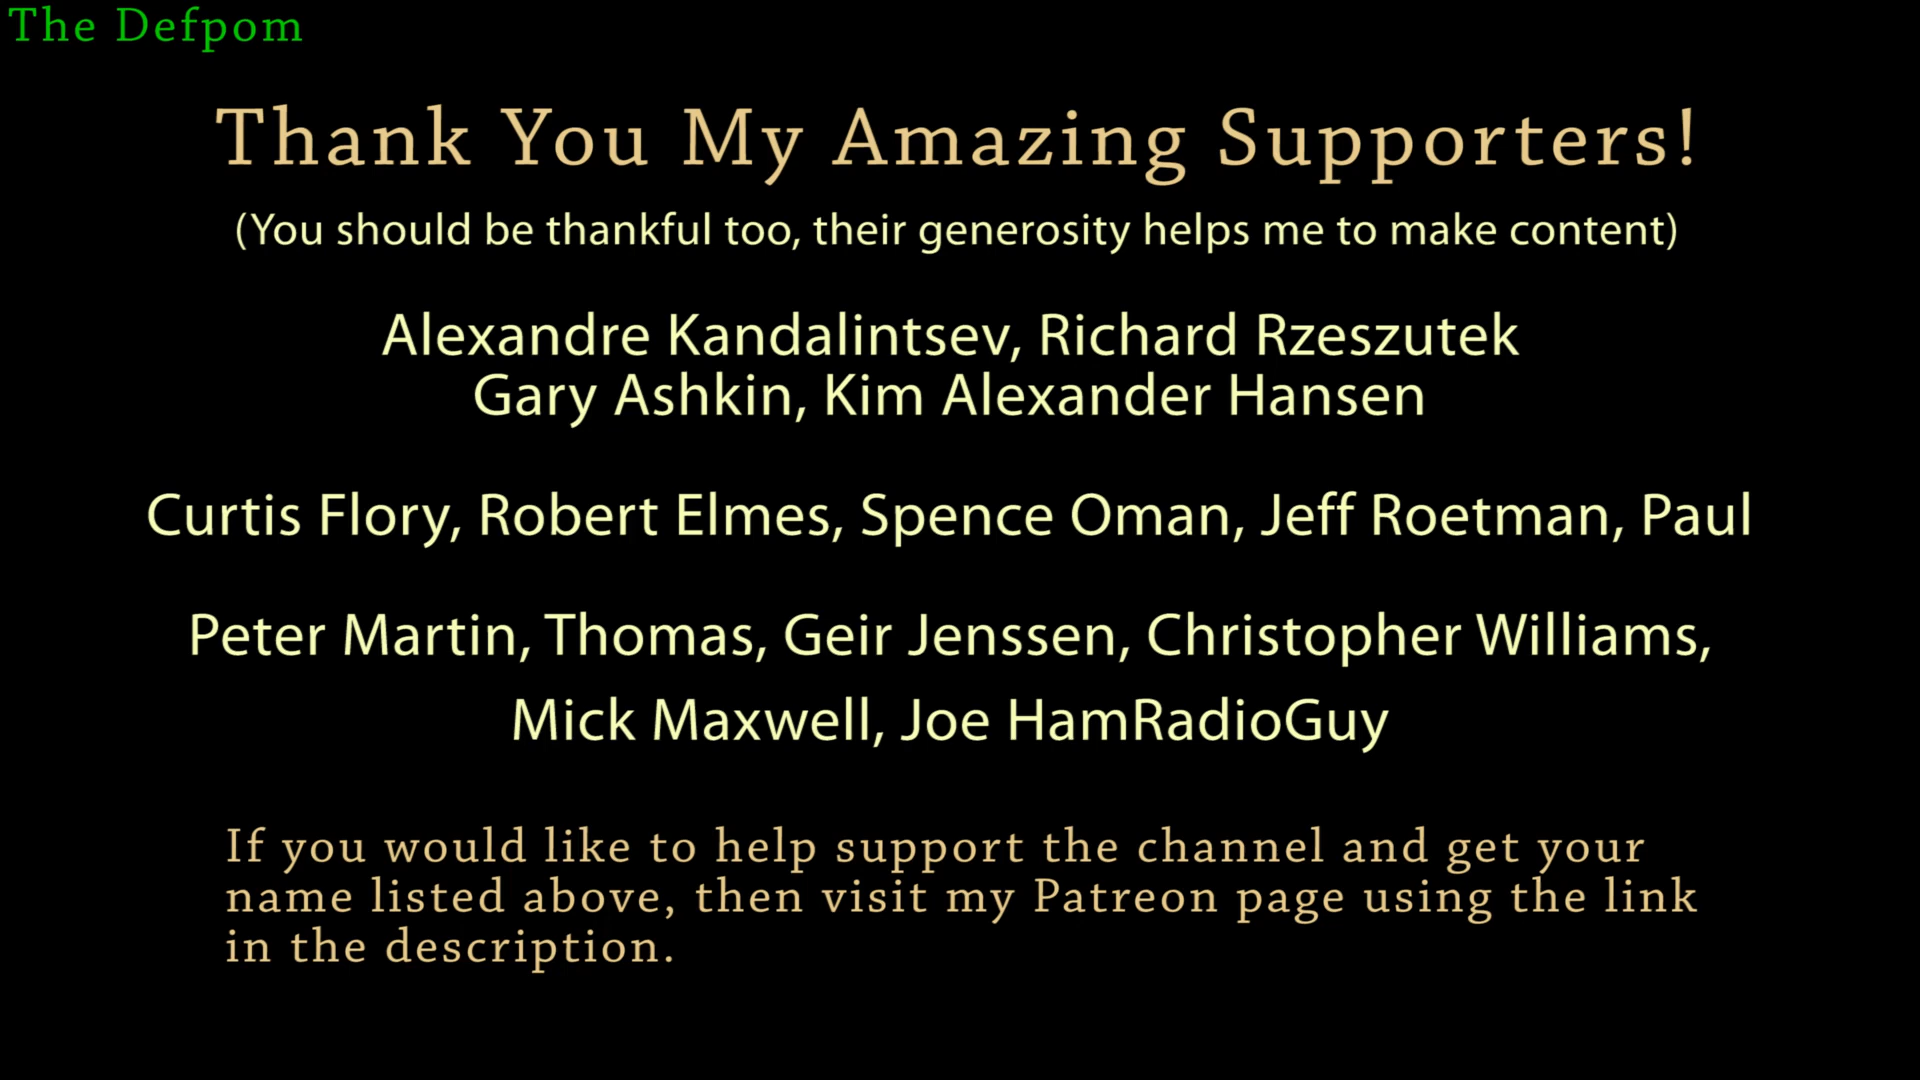 The Defpom
Thank You My Amazing Supporters!
(You should be thankful too, their generosity helps me to make content)
Alexandre Kandalintsev, Richard Rzeszutek
Gary Ashkin, Kim Alexander Hansen
Curtis Flory, Robert Elmes, Spence Oman, Jeff Roetman, Paul
Peter Martin, Thomas, Geir Jenssen, Christopher Williams,
Mick Maxwell, Joe HamRadioGuy
If you would like to help support the channel and get your
name listed above, then visit my Patreon page using the link
in the description.